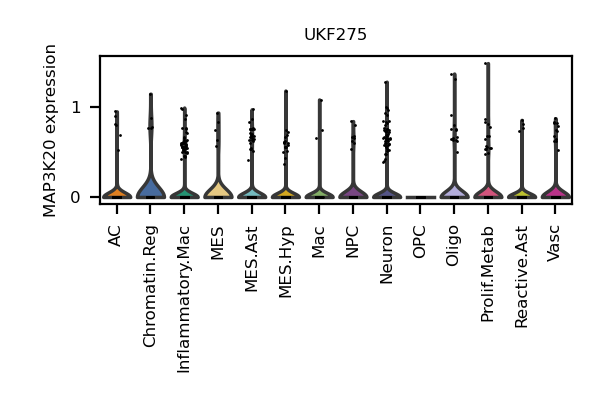 UKF275
MAP3K20 expression
1
0
AC
Chromatin.Reg
Inflammatory.Mac
MES
MES.Ast
MES.Hyp
Mac
NPC
Neuron
OPC
Oligo
Prolif.Metab
Reactive.Ast
Vasc